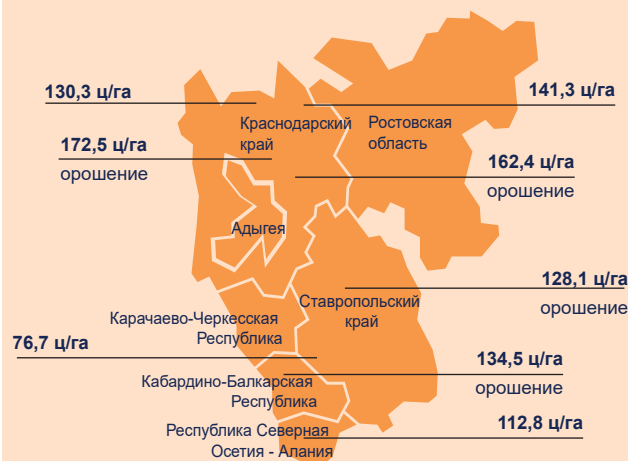 130,3 ц/га
141,3 ц/га
Краснодарский
край
Ростовская
область
172,5 ц/га
орошение
162,4 ц/га
орошение
Адыгея
128,1 ц/га
орошение
Ставропольский
край
Карачаево-Черкесская
Республика
76,7 ц/га
134,5 ц/га
орошение
Кабардино-Балкарская
Республика
112,8 ц/га
Республика Северная
Осетия - Алания